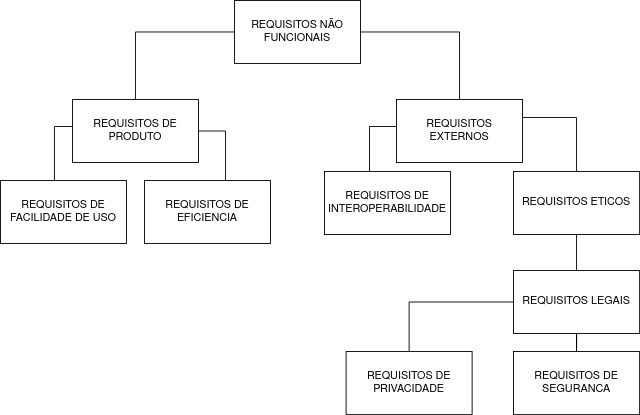 REQUISITOS NÃO
FUNCIONAIS
REQUISITOS DE
PRODUTO
REQUISITOS
EXTERNOS
REQUISITOS DE
FACILIDADE DE USO
REQUISITOS DE
EFICIENCIA
REQUISITOS DE
INTEROPERABILIDADE
REQUISITOS ETICOS
REQUISITOS LEGAIS
REQUISITOS DE
PRIVACIDADE
REQUISITOS DE
SEGURANCA